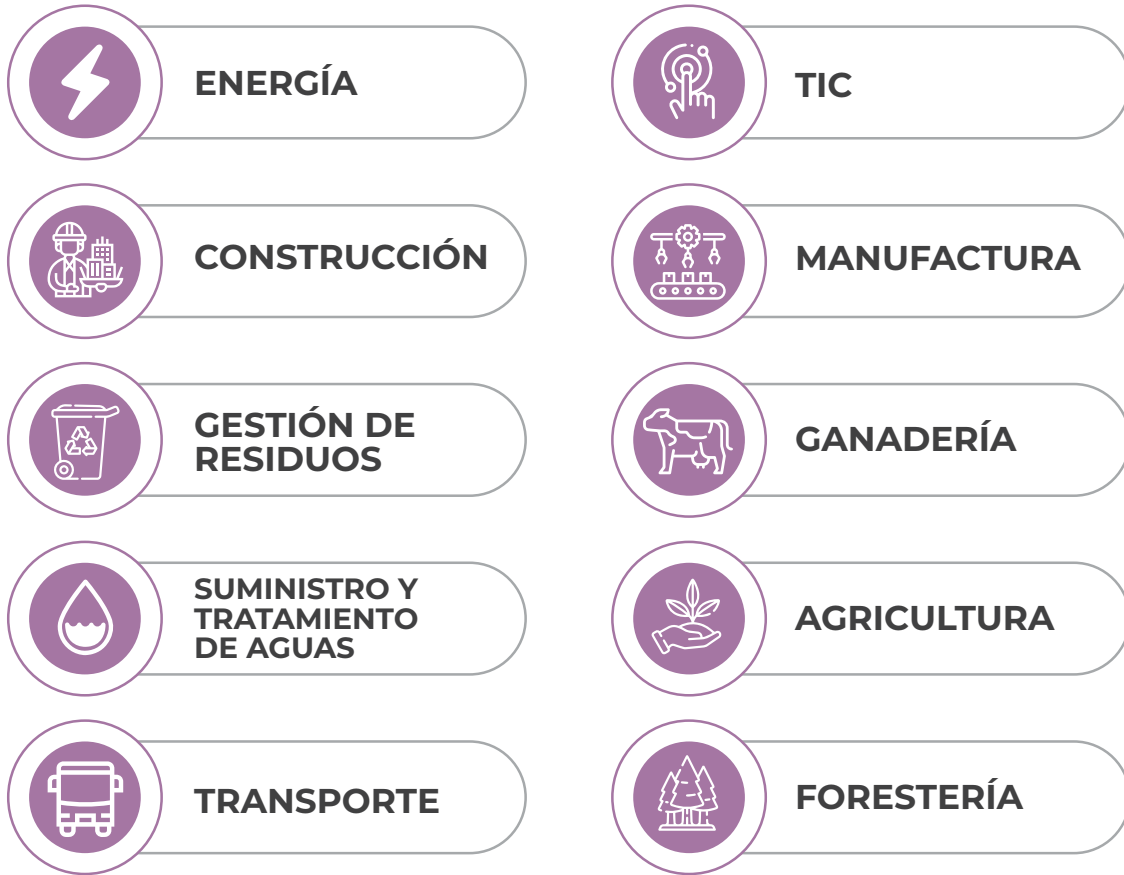 ENERGÍA
TIC
CONSTRUCCIÓN
MANUFACTURA
GESTIÓN DE
RESIDUOS
GANADERÍA
SUMINISTRO Y
TRATAMIENTO
DE AGUAS
AGRICULTURA
TRANSPORTE
FORESTERÍA